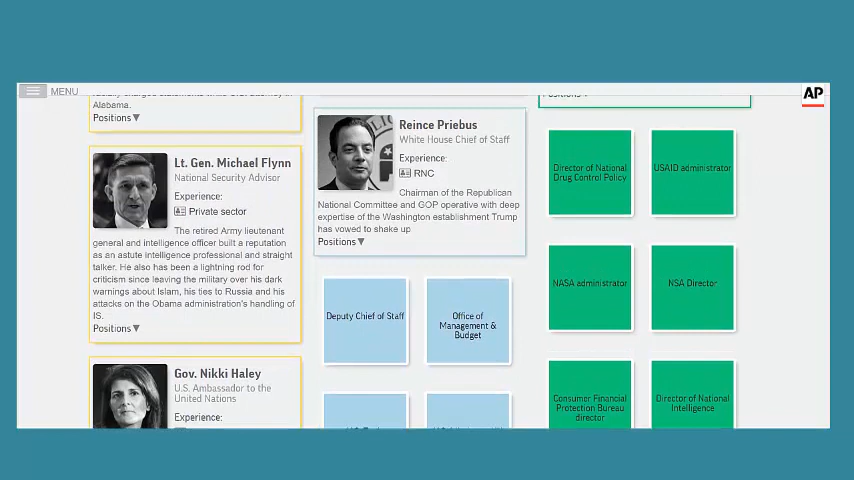 MENU
AP
Alabama.
Positions▼
Lt. Gen. Michael Flynn
National Security Advisor
Experience:
Private sector
The retired Army lieutenant
general and intelligence officer built a reputation
as an astute intelligence professional and straight
talker. He also has been a lightning rod for
criticism since leaving the military over his dark
warnings about Islam, his ties to Russia and his
attacks on the Obama administration's handling of
IS.
Positions▼
Gov. Nikki Haley
U.S. Ambassador to the
United Nations
Experience:
Reince Priebus
White House Chief of Staff
Experience:
RNC
Chairman of the Republican
National Committee and GOP operative with deep
expertise of the Washington establishment Trump
has vowed to shake up
Positions▼
Deputy Chief of Staff
Office of
Management &
Budget
Director of National
Drug Control Policy
USAID administrator
NASA administrator
NSA Director
Consumer Financial
Protection Bureau
director
Director of National
Intelligence